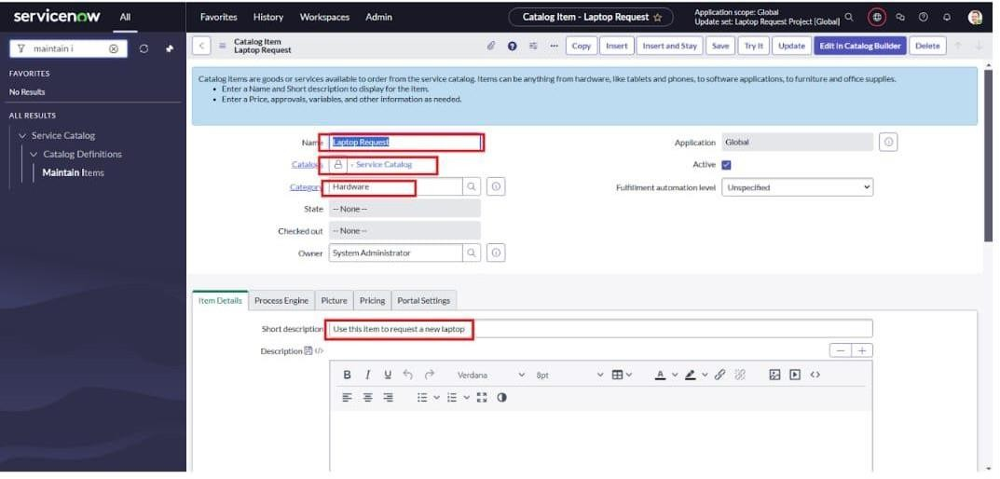 servicenow
All
Favorites
History
Workspaces
Admin
Catalog Item - Laptop Request
Application scope: Global
Update set: Laptop Request Project [Global]
maintain i
FAVORITES
No Results
ALL RESULTS
Service Catalog
Catalog Definitions
Maintain Items
Catalog Item
Laptop Request
Copy
Insert
Insert and Stay
Save
Try It
Update
Edit in Catalog Builder
Delete
Catalog Items are goods or services available to order from the service catalog. Items can be anything from hardware, like tablets and phones, to software applications, to furniture and office supplies.
• Enter a Name and Short description to display for the item.
• Enter a Price, approvals, variables, and other information as needed.
Name Laptop Request
Application Global
Catalogs - Service Catalog
Active
Category Hardware
Fulfillment automation level Unspecified
State -- None --
Checked out -- None --
Owner System Administrator
Item Details
Process Engine
Picture
Pricing
Portal Settings
Short description Use this item to request a new laptop
Description
B I U Verdana 8pt A